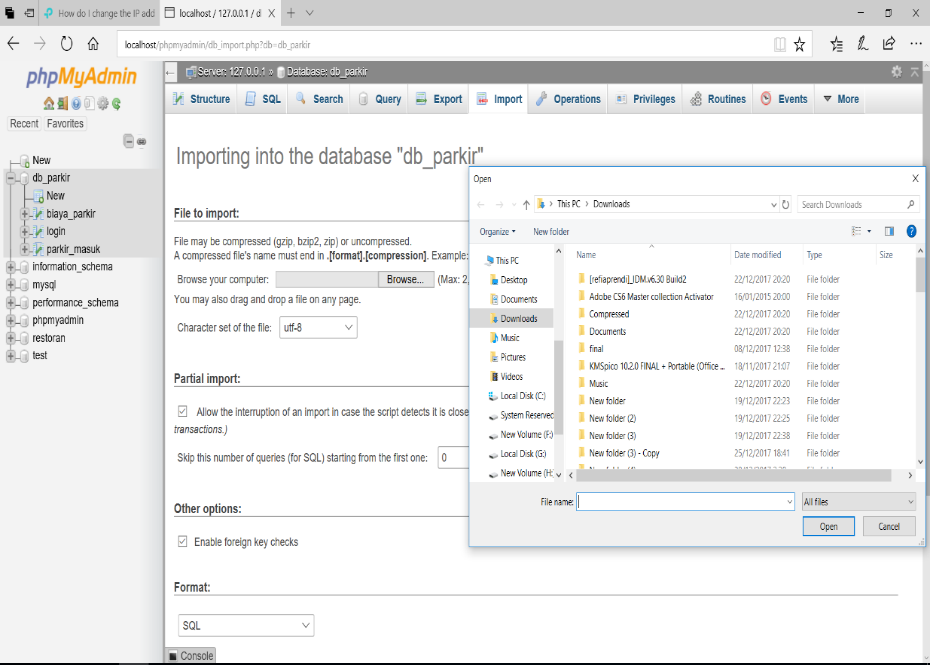 How do I change the IP add
localhost / 127.0.0.1 / d
localhost/phpmyadmin/db_import.php?db=db_parkir
phpMyAdmin
Recent Favorites
New
db_parkir
New
biaya_parkir
login
parkir_masuk
information_schema
mysql
performance_schema
phpmyadmin
restoran
test
Server: 127.0.0.1 » Database: db_parkir
Structure SQL Search Query Export Import Operations Privileges Routines Events More
Importing into the database "db_parkir"
File to import:
File may be compressed (gzip, bzip2, zip) or uncompressed.
A compressed file's name must end in .[format].[compression]. Example:
Browse your computer: Browse... (Max: 2,
You may also drag and drop a file on any page.
Character set of the file: utf-8
Partial import:
Allow the interruption of an import in case the script detects it is close
transactions.)
Skip this number of queries (for SQL) starting from the first one: 0
Other options:
Enable foreign key checks
Format:
SQL
Console
Open
This PC > Downloads
Search Downloads
Organize New folder
This PC
Desktop
Documents
Downloads
Music
Pictures
Videos
Local Disk (C:)
System Reserved
New Volume (F:)
Local Disk (G:)
New Volume (H:
Name Date modified Type Size
[refiaprendi]_IDM.v6.30 Build2 22/12/2017 20:20 File folder
Adobe CS6 Master collection Activator 16/01/2015 20:00 File folder
Compressed 22/12/2017 20:20 File folder
Documents 22/12/2017 20:20 File folder
final 08/12/2017 12:38 File folder
KMSpico 10.2.0 FINAL + Portable (Office ... 18/11/2017 21:07 File folder
Music 22/12/2017 20:20 File folder
New folder 19/12/2017 22:23 File folder
New folder (2) 19/12/2017 22:25 File folder
New folder (3) 19/12/2017 22:38 File folder
New folder (3) - Copy 25/12/2017 18:41 File folder
File name: All files
Open Cancel